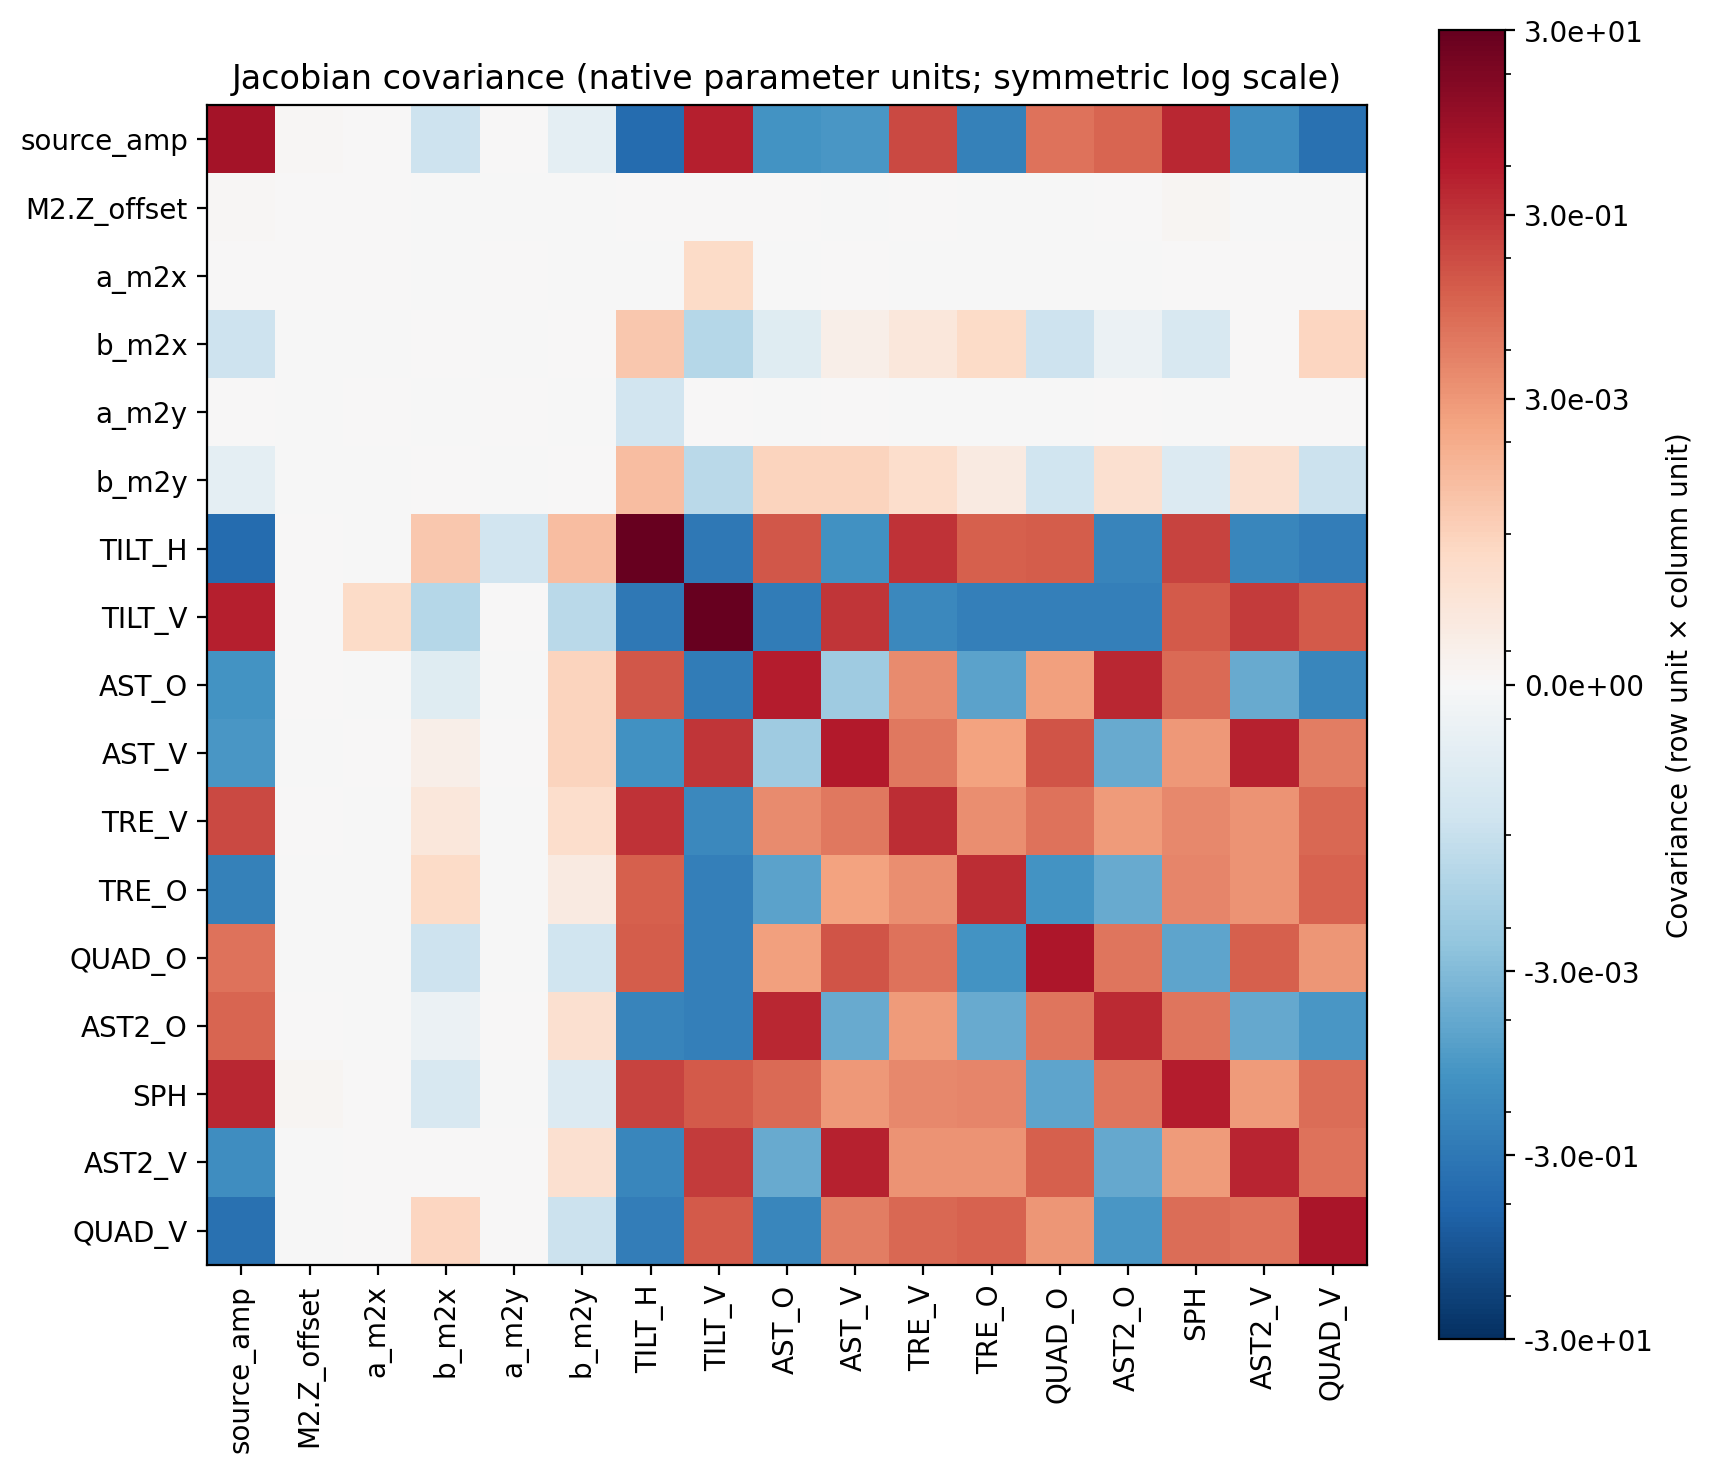 Jacobian covariance (native parameter units; symmetric log scale)
source_amp
M2.Z_offset
a_m2x
b_m2x
a_m2y
b_m2y
TILT_H
TILT_V
AST_O
AST_V
TRE_V
TRE_O
QUAD_O
AST2_O
SPH
AST2_V
QUAD_V
source_amp
M2.Z_offset
a_m2x
b_m2x
a_m2y
b_m2y
TILT_H
TILT_V
AST_O
AST_V
TRE_V
TRE_O
QUAD_O
AST2_O
SPH
AST2_V
QUAD_V
3.0e+01
3.0e-01
3.0e-03
0.0e+00
-3.0e-03
-3.0e-01
-3.0e+01
Covariance (row unit × column unit)